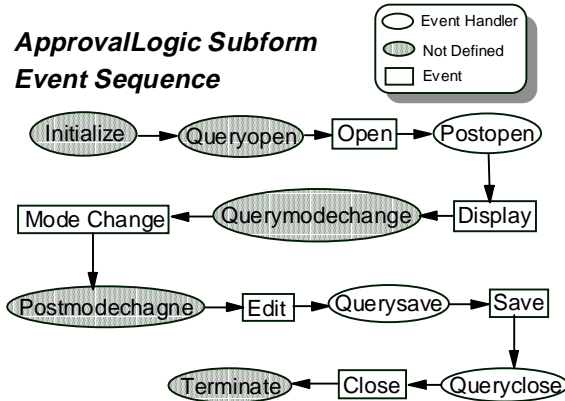 ApprovalLogic Subform
Event Sequence
Event Handler
Not Defined
Event
Initialize
Queryopen
Open
Postopen
Mode Change
Querymodechange
Display
Postmodechagne
Edit
Querysave
Save
Terminate
Close
Queryclose